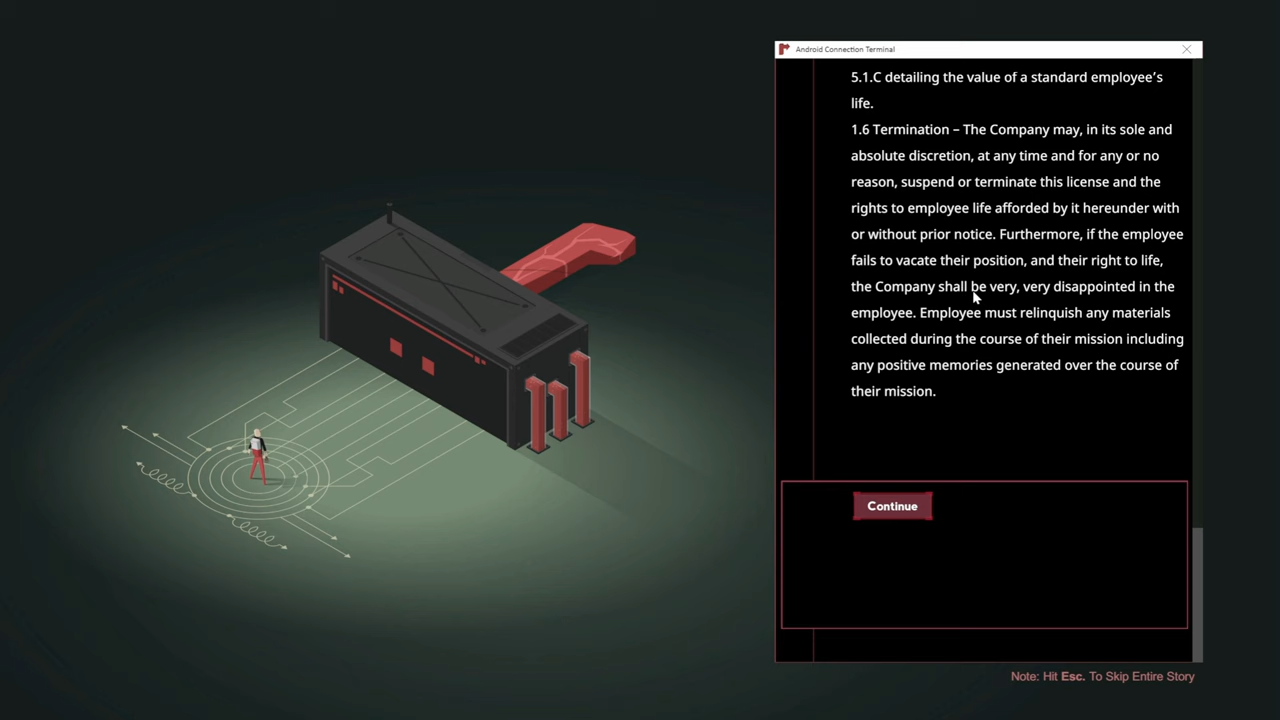 Android Connection Terminal
5.1.C detailing the value of a standard employee's
life.
1.6 Termination – The Company may, in its sole and
absolute discretion, at any time and for any or no
reason, suspend or terminate this license and the
rights to employee life afforded by it hereunder with
or without prior notice. Furthermore, if the employee
fails to vacate their position, and their right to life,
the Company shall be very, very disappointed in the
employee. Employee must relinquish any materials
collected during the course of their mission including
any positive memories generated over the course of
their mission.
Continue
Note: Hit Esc. To Skip Entire Story